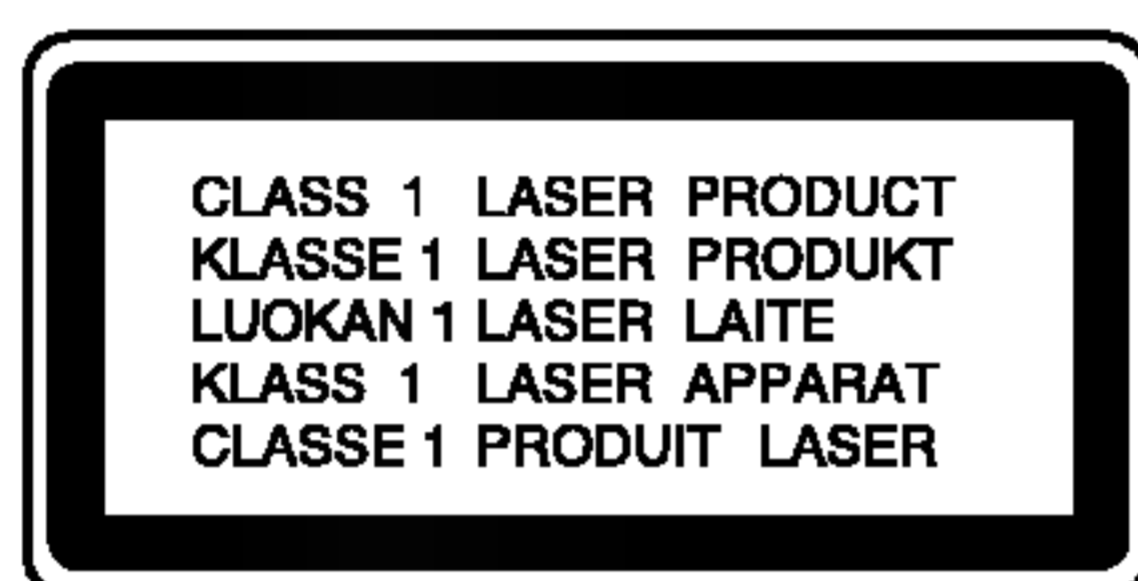 CLASS 1 LASER PRODUCT
KLASSE 1 LASER PRODUKT
LUOKAN 1 LASER LAITE
KLASS 1 LASER APPARAT
CLASSE 1 PRODUIT LASER